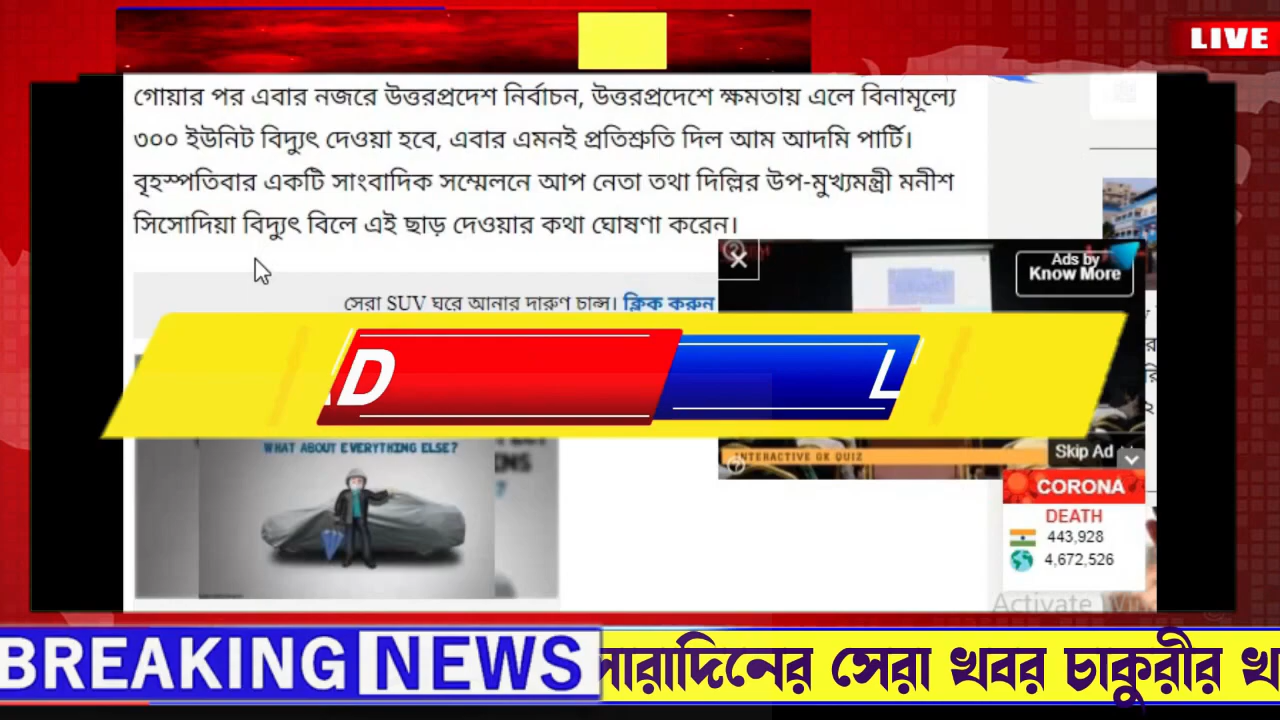 LIVE
গোয়ার পর এবার নজরে উত্তরপ্রদেশ নির্বাচন, উত্তরপ্রদেশে ক্ষমতায় এলে বিনামূল্যে
৩০০ ইউনিট বিদ্যুৎ দেওয়া হবে, এবার এমনই প্রতিশ্রুতি দিল আম আদমি পার্টি।
বৃহস্পতিবার একটি সাংবাদিক সম্মেলনে আপ নেতা তথা দিল্লির উপ-মুখ্যমন্ত্রী মনীশ
সিসোদিয়া বিদ্যুৎ বিলে এই ছাড় দেওয়ার কথা ঘোষণা করেন।
Ads by
Know More
সেরা SUV ঘরে আনার দারুণ চান্স। ক্লিক করুন
D
L
WHAT ABOUT EVERYTHING ELSE?
INTERACTIVE GK QUIZ
Skip Ad
CORONA
DEATH
443,928
4,672,526
Activate
BREAKING NEWS
সারাদিনের সেরা খবর চাকুরীর খ